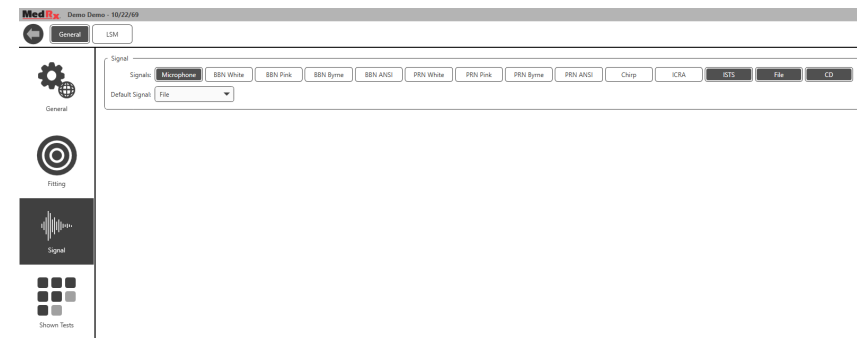 MedRx Demo Demo - 10/22/69
General LSM
Signal
Signals: Microphone BBN White BBN Pink BBN Byrne BBN ANSI PRN White PRN Pink PRN Byrne PRN ANSI Chirp ICRA ISTS File CD
Default Signal: File
General
Fitting
Signal
Shown Tests